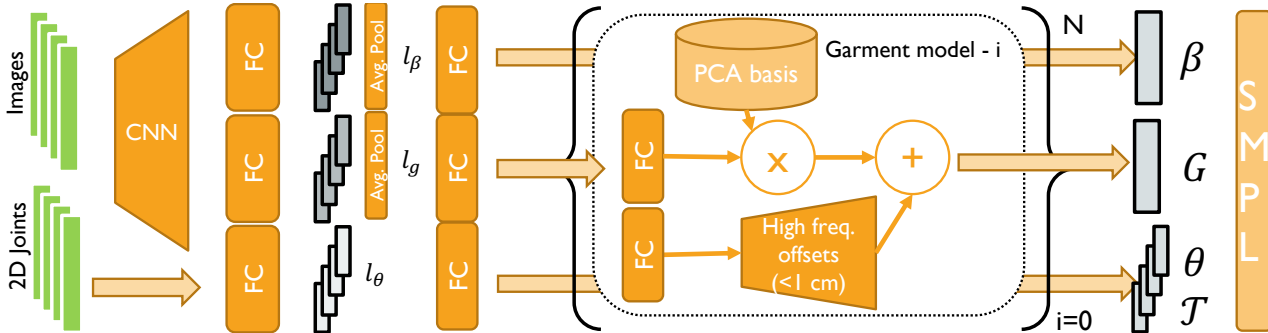 Images
2D Joints
CNN
FC
FC
FC
Avg. Pool
Avg. Pool
l_β
l_g
l_θ
FC
FC
FC
PCA basis
Garment model - i
FC
FC
x
+
High freq.
offsets
(<1 cm)
N
i=0
β
G
θ
𝒯
SMPL